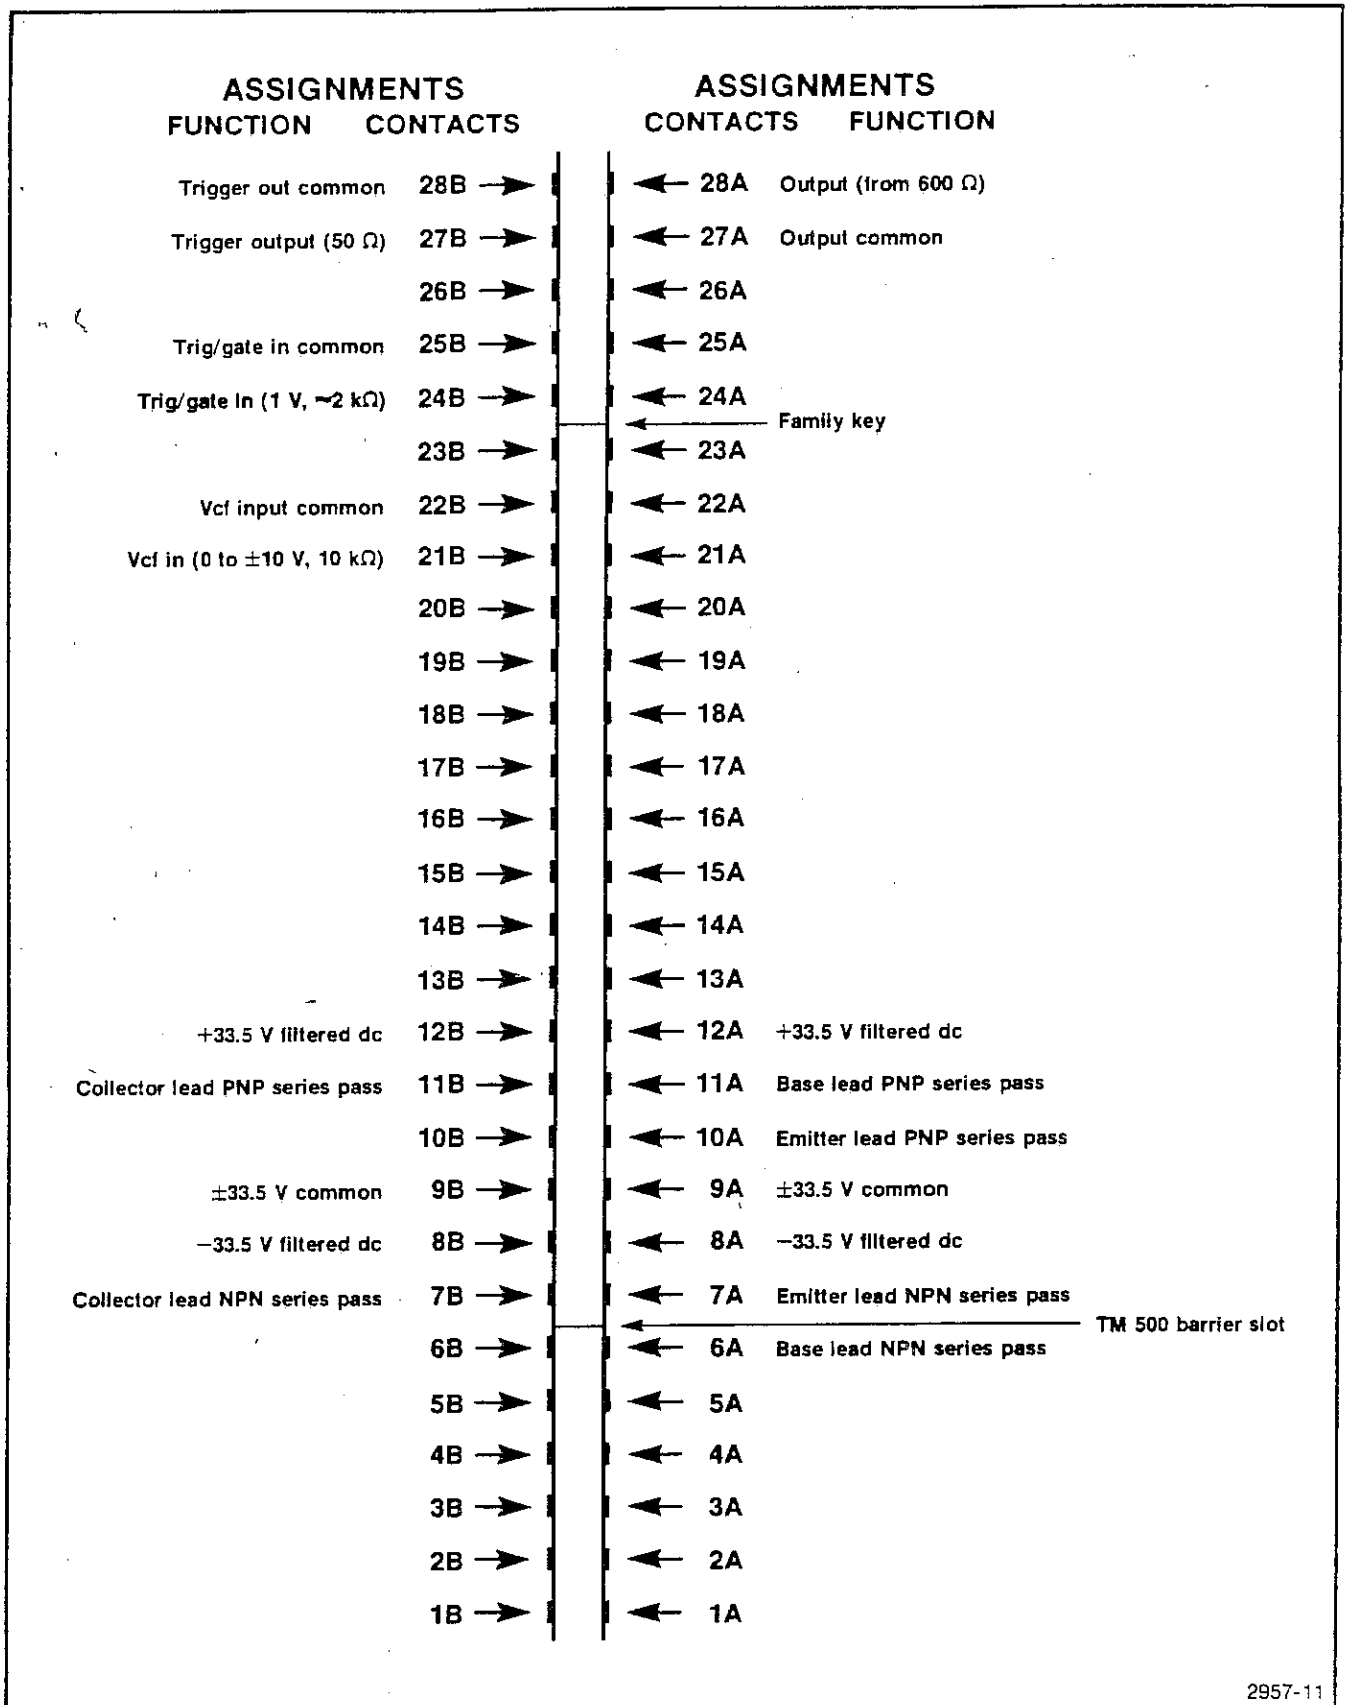 ASSIGNMENTS ASSIGNMENTS
FUNCTION CONTACTS CONTACTS FUNCTION
Trigger out common 28B 28A Output (from 600 Ω)
Trigger output (50 Ω) 27B 27A Output common
26B 26A
Trig/gate in common 25B 25A
Trig/gate in (1 V, ~2 kΩ) 24B 24A
Family key
23B 23A
Vcf input common 22B 22A
Vcf in (0 to ±10 V, 10 kΩ) 21B 21A
20B 20A
19B 19A
18B 18A
17B 17A
16B 16A
15B 15A
14B 14A
13B 13A
+33.5 V filtered dc 12B 12A +33.5 V filtered dc
Collector lead PNP series pass 11B 11A Base lead PNP series pass
10B 10A Emitter lead PNP series pass
±33.5 V common 9B 9A ±33.5 V common
−33.5 V filtered dc 8B 8A −33.5 V filtered dc
Collector lead NPN series pass 7B 7A Emitter lead NPN series pass
TM 500 barrier slot
6B 6A Base lead NPN series pass
5B 5A
4B 4A
3B 3A
2B 2A
1B 1A
2957-11